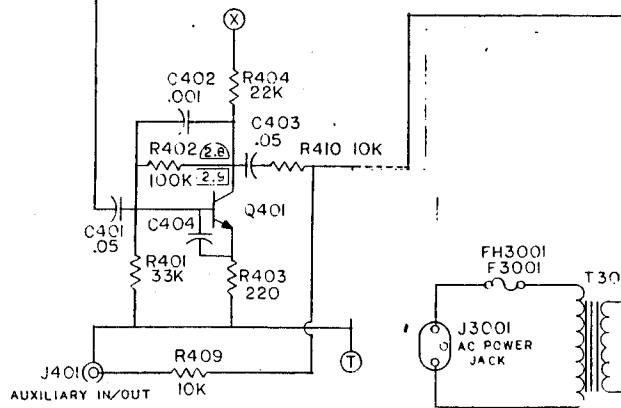 X
C402
.001
R404
22K
C403
.05
R410 10K
R402
100K
2.8
2.9
Q401
C401
.05
C404
R401
33K
R403
220
FH3001
F3001
T30
J3001
AC POWER
JACK
T
J401
R409
10K
AUXILIARY IN/OUT